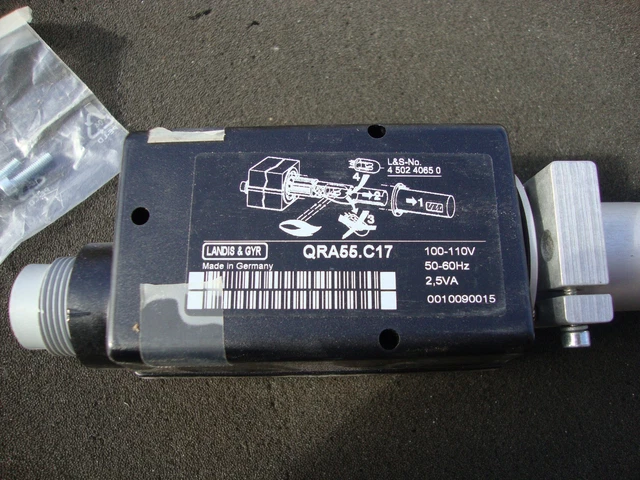 L&S-No.
4 502 4065 0
4
2
3
1
LANDIS & GYR
QRA55.C17
Made in Germany
100-110V
50-60Hz
2,5VA
0010090015